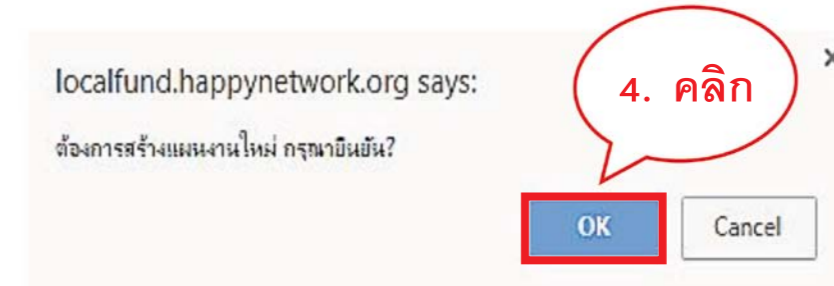 localfund.happynetwork.org says:
4. คลิก
ต้องการสร้างแผนงานใหม่ กรุณายืนยัน?
OK
Cancel